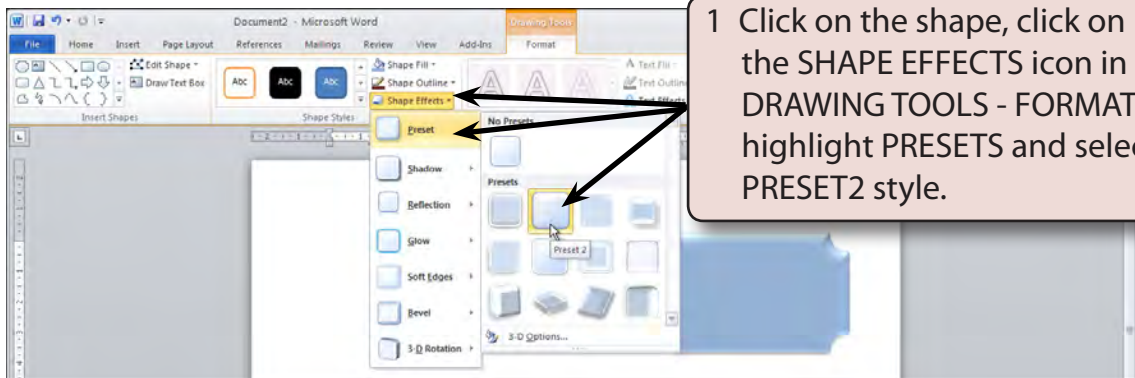 Document2 - Microsoft Word
Drawing Tools
File Home Insert Page Layout References Mailings Review View Add-Ins Format
Edit Shape
Draw Text Box
Insert Shapes
Abc Abc Abc
Shape Styles
Shape Fill
Shape Outline
Shape Effects
A A A
Text Fill
Text Outline
Text Effects
Preset
Shadow
Reflection
Glow
Soft Edges
Bevel
3-D Rotation
No Presets
Presets
Preset 2
3-D Options...
1 Click on the shape, click on
the SHAPE EFFECTS icon in
DRAWING TOOLS - FORMAT
highlight PRESETS and selec
PRESET2 style.